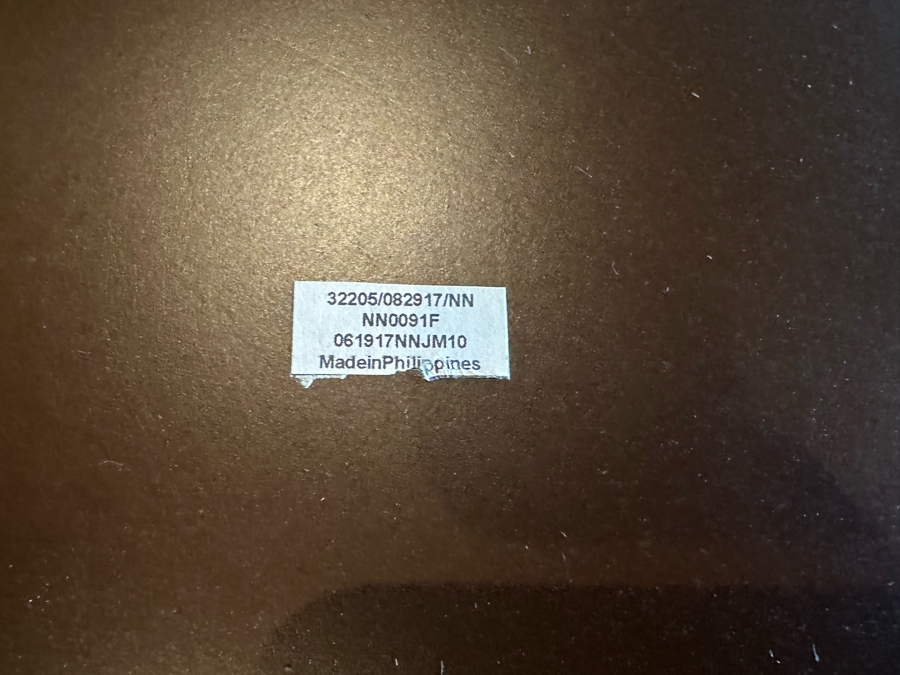 32205/082917/NN
NN0091F
061917NNJM10
MadeinPhilippines